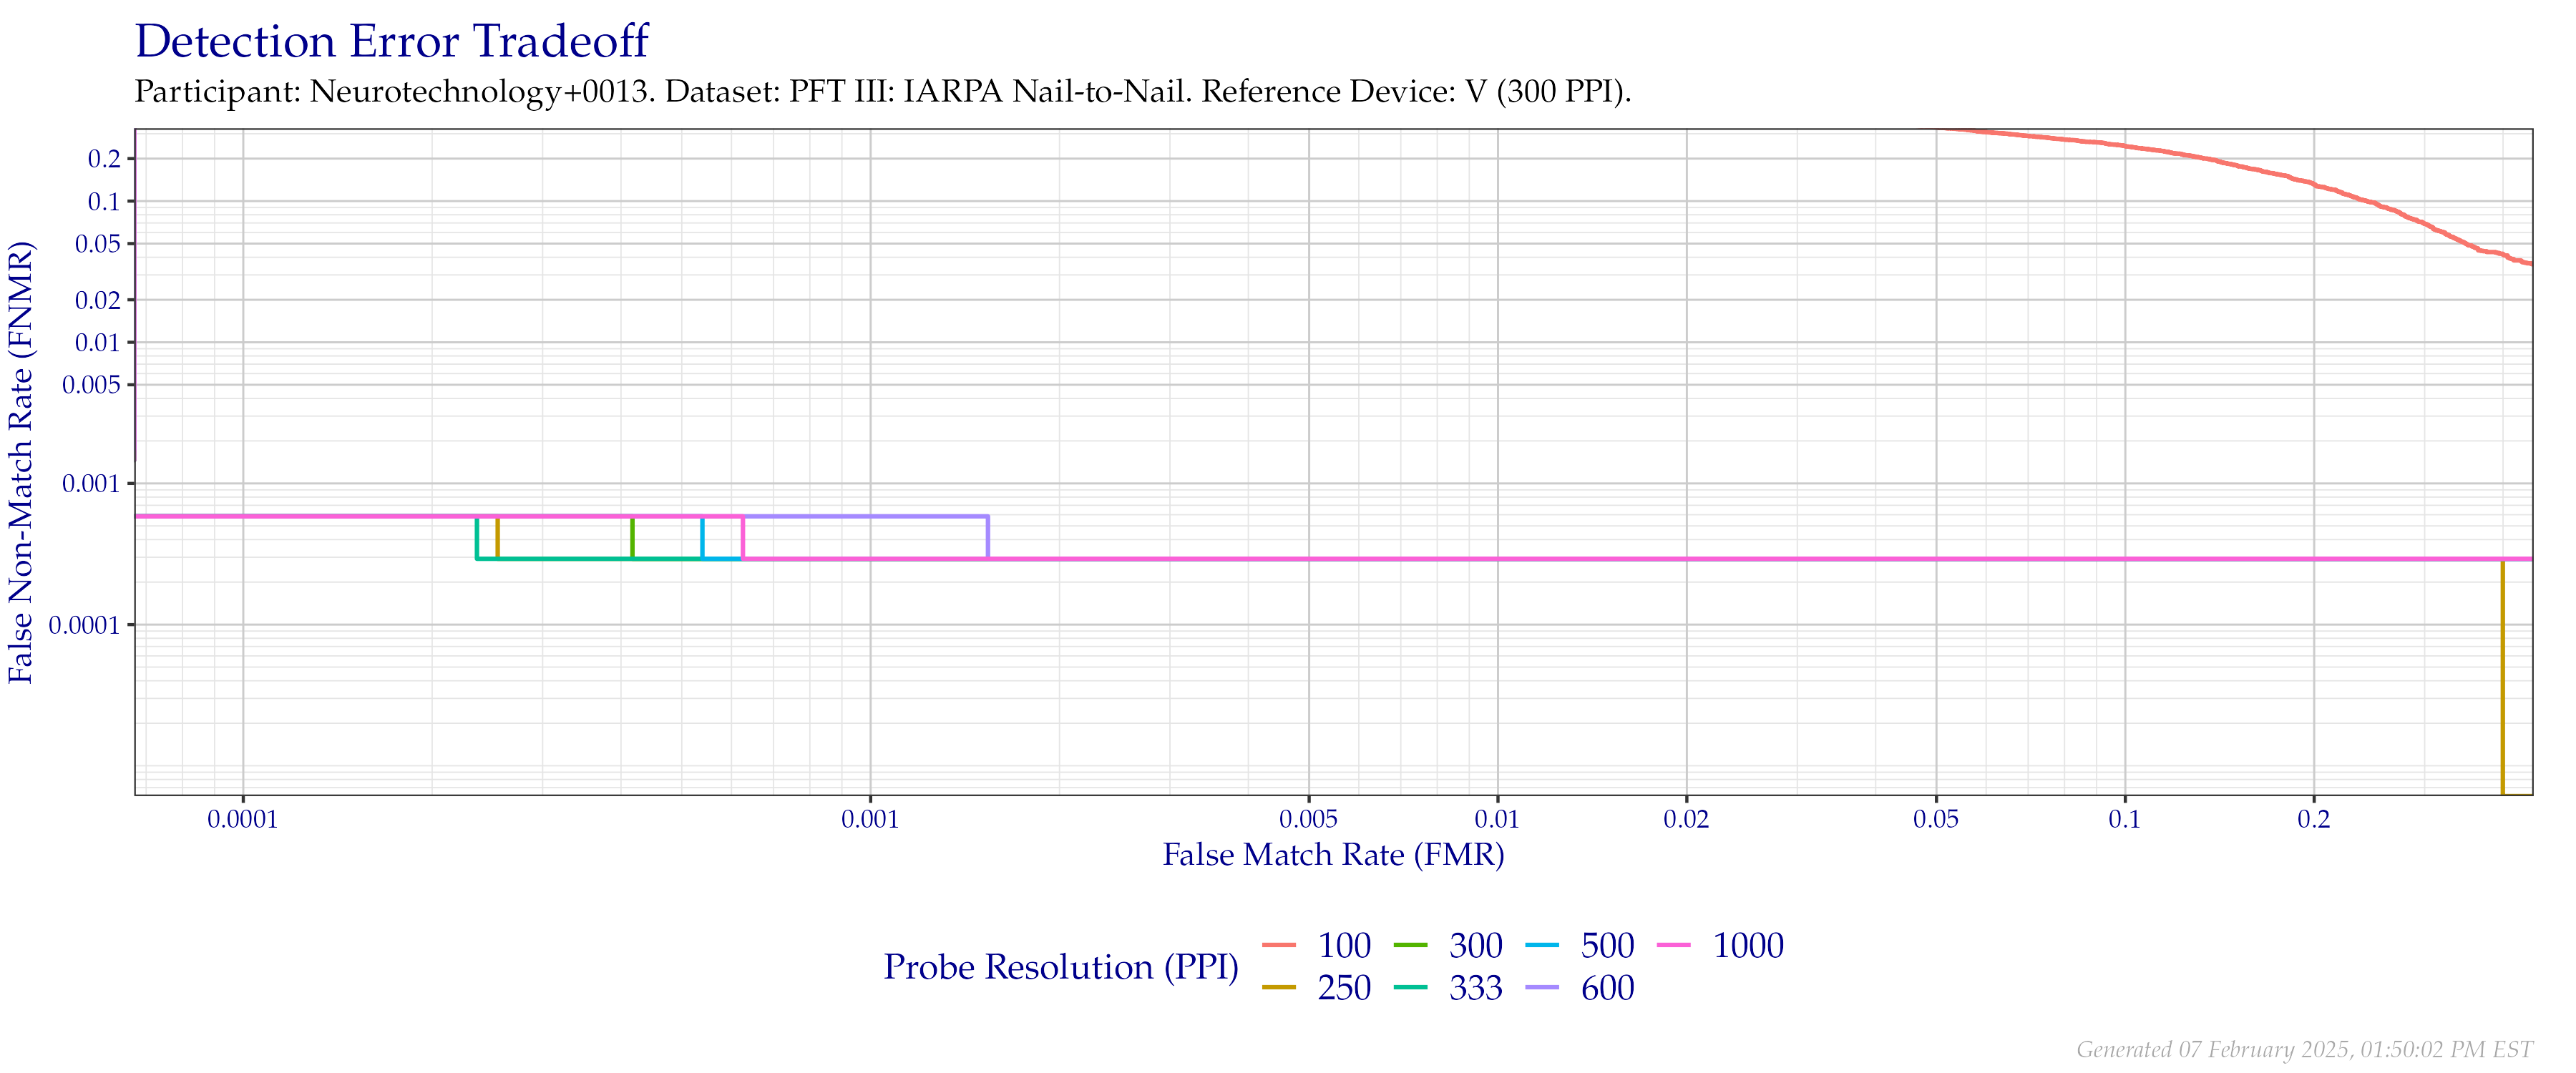 Detection Error Tradeoff
Participant: Neurotechnology+0013. Dataset: PFT III: IARPA Nail-to-Nail. Reference Device: V (300 PPI).
False Non-Match Rate (FNMR)
0.2
0.1
0.05
0.02
0.01
0.005
0.001
0.0001
0.0001 0.001 0.005 0.01 0.02 0.05 0.1 0.2
False Match Rate (FMR)
Probe Resolution (PPI)
100 300 500 1000
250 333 600
Generated 07 February 2025, 01:50:02 PM EST